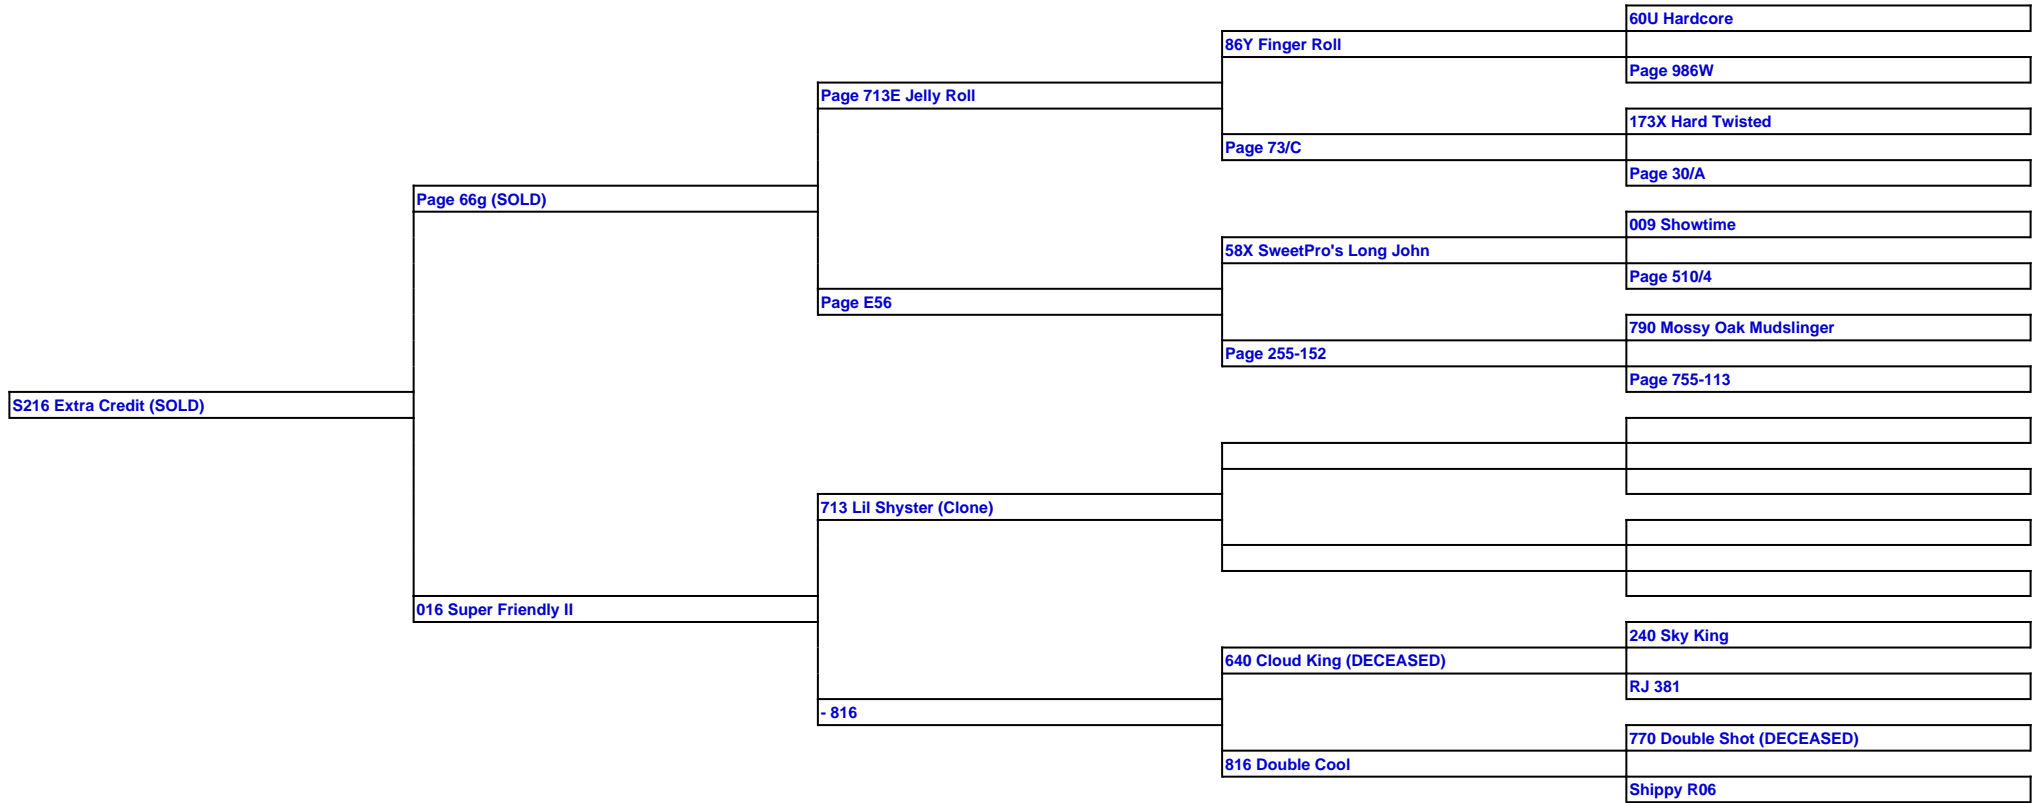 60U Hardcore
86Y Finger Roll
Page 986W
Page 713E Jelly Roll
173X Hard Twisted
Page 73/C
Page 30/A
Page 66g (SOLD)
009 Showtime
58X SweetPro's Long John
Page 510/4
Page E56
790 Mossy Oak Mudslinger
Page 255-152
Page 755-113
S216 Extra Credit (SOLD)
713 Lil Shyster (Clone)
016 Super Friendly II
240 Sky King
640 Cloud King (DECEASED)
RJ 381
- 816
770 Double Shot (DECEASED)
816 Double Cool
Shippy R06